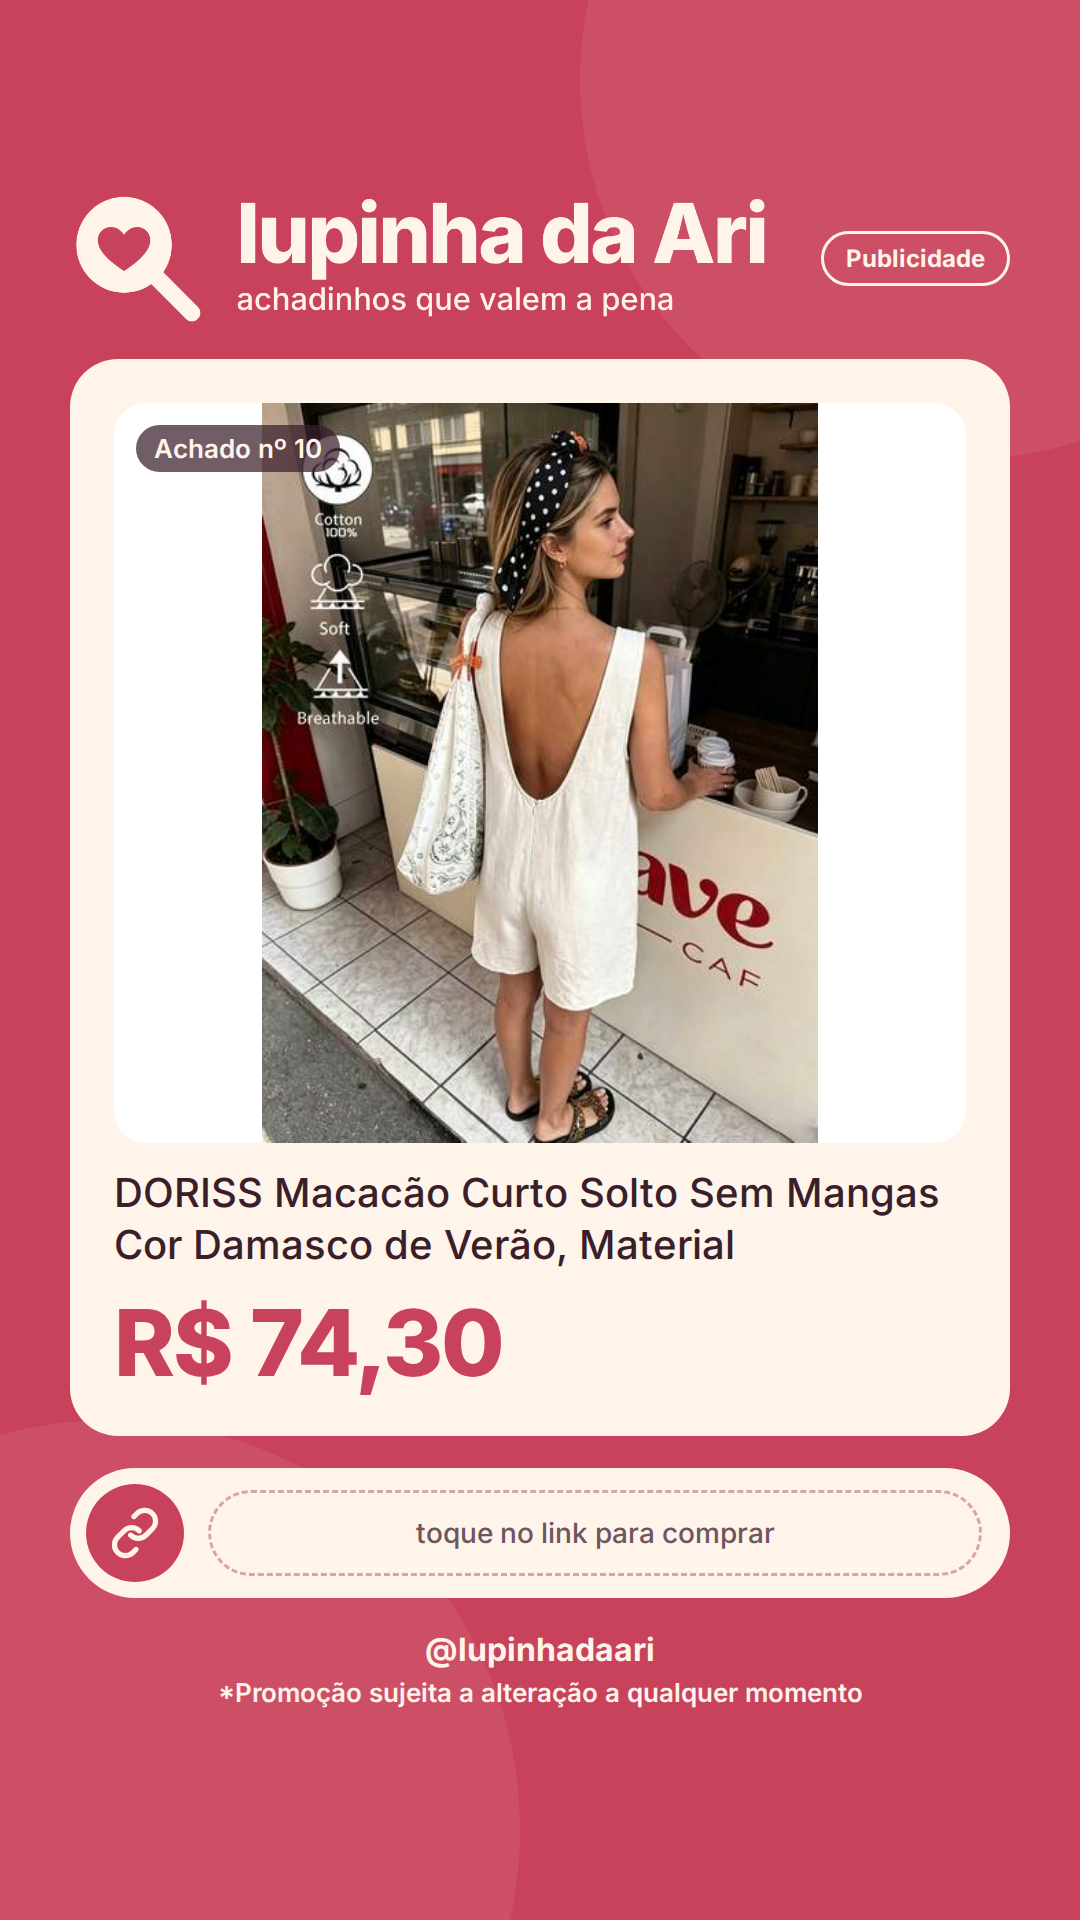 lupinha da Ari
achadinhos que valem a pena
Publicidade
Achado nº 10
Cotton
100%
Soft
Breathable
ave
CAF
DORISS Macacão Curto Solto Sem Mangas
Cor Damasco de Verão, Material
R$ 74,30
toque no link para comprar
@lupinhadaari
*Promoção sujeita a alteração a qualquer momento